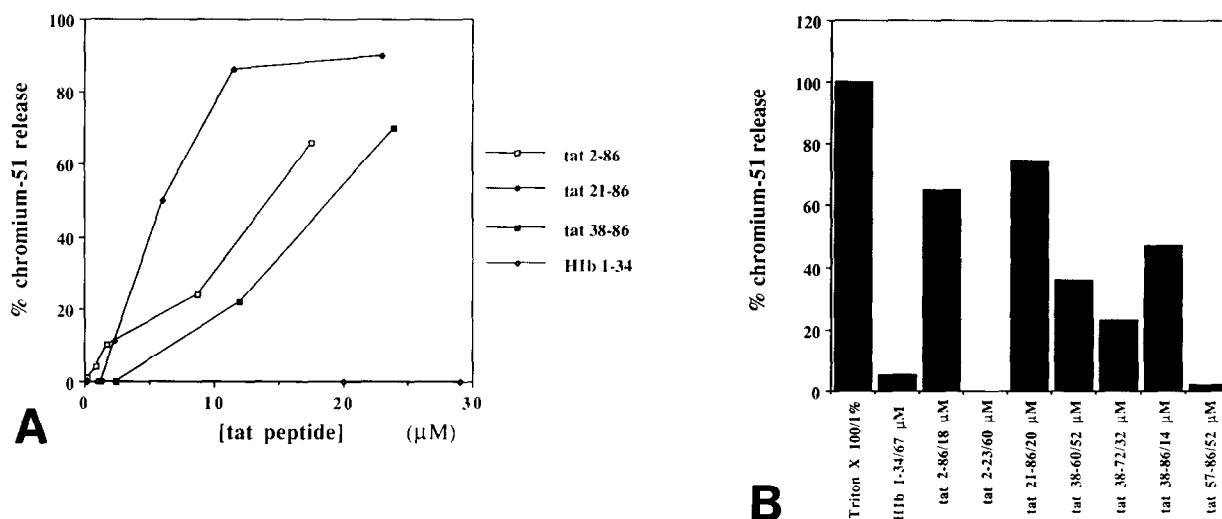 100
80
60
40
20
0
% chromium-51 release
0
10
20
30
[tat peptide] (µM)
tat 2-86
tat 21-86
tat 38-86
H1b 1-34
A
120
100
80
60
40
20
0
% chromium-51 release
Triton X 100/1%
H1b 1-34/67 µM
tat 2-86/18 µM
tat 2-23/60 µM
tat 21-86/20 µM
tat 38-60/52 µM
tat 38-72/32 µM
tat 38-86/14 µM
tat 57-86/52 µM
B